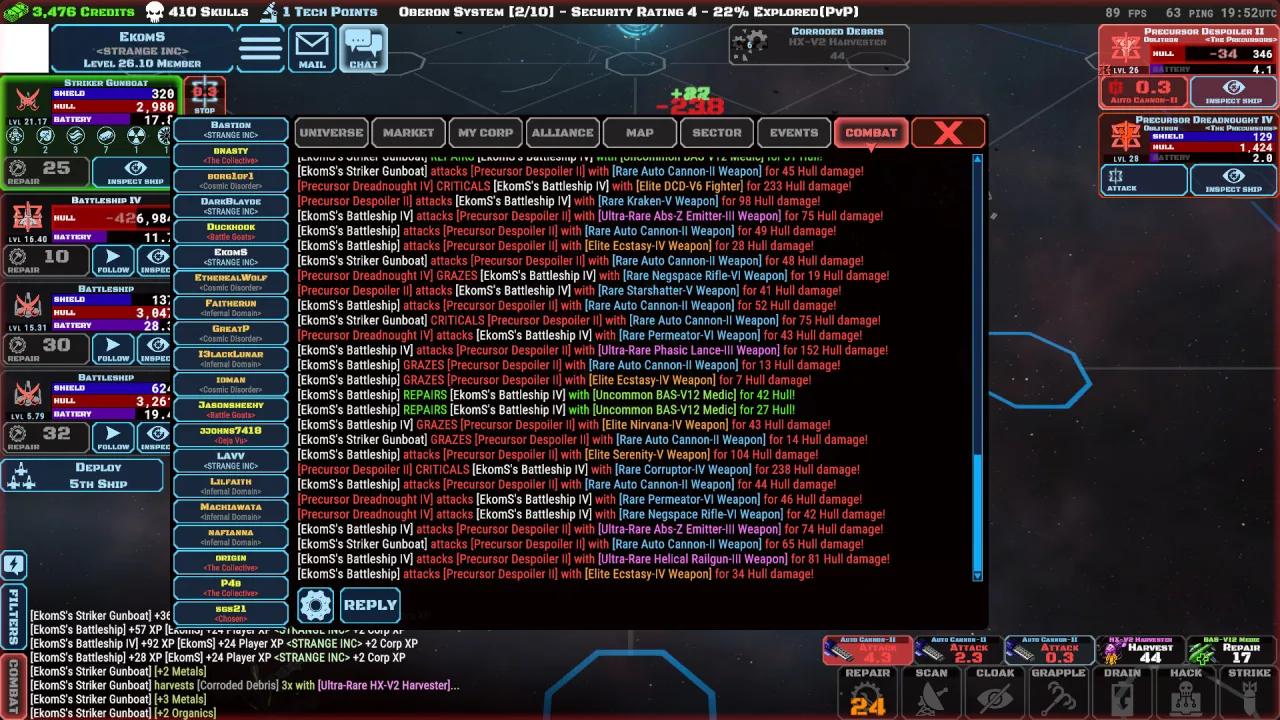 3,476 Credits 410 Skulls 1 Tech Points Oberon System [2/10] - Security Rating 4 - 22% Explored(PvP) 89 FPS 63 PING 19:52UTC
EkomS
<STRANGE INC>
Level 26.10 Member
MAIL
CHAT
Corroded Debris
HX-V2 Harvester
44
Precursor Despoiler II
Oblitron <The Precursors>
HULL -34 346
LVL 26 BATTERY 4.1
0.3
Auto Cannon-II
INSPECT SHIP
Precursor Dreadnought IV
Oblitron <The Precursors>
SHIELD 129
HULL 1,424
LVL 28 BATTERY 2.0
ATTACK
INSPECT SHIP
-238
Striker Gunboat
SHIELD 320
HULL 2,980
LVL 21.17 BATTERY
0.3
STOP
9 2 3 7 1
REPAIR 25
INSPECT SHIP
Battleship IV
HULL
LVL 16.40 BATTERY
REPAIR 10
FOLLOW
Battleship
SHIELD
HULL
LVL 15.31 BATTERY
REPAIR 30
FOLLOW
Battleship
SHIELD 624
HULL
LVL 5.79 BATTERY
REPAIR 32
FOLLOW
Deploy
5th Ship
Bastion
<STRANGE INC>
bnasty
<The Collective>
borg1of1
<Cosmic Disorder>
DarkBlayde
<STRANGE INC>
Duckhook
<Battle Goats>
EkomS
<STRANGE INC>
EtherealWolf
<Cosmic Disorder>
Faitherun
<Infernal Domain>
GreatP
<Cosmic Disorder>
I3lackLunar
<Infernal Domain>
ioman
<Cosmic Disorder>
Jasonsheehy
<Battle Goats>
jjohns7418
<Deja Vu>
Lavv
<STRANGE INC>
Lilfaith
<Infernal Domain>
Machiawata
<Infernal Domain>
nafianna
<Infernal Domain>
origin
<The Collective>
P4b
<The Collective>
sgs21
<Chosen>
UNIVERSE MARKET MY CORP ALLIANCE MAP SECTOR EVENTS COMBAT X
[EkomS's Striker Gunboat] REPAIRS [EkomS's Battleship IV] with [Uncommon BAS-V12 Medic] for 31 Hull!
[EkomS's Striker Gunboat] attacks [Precursor Despoiler II] with [Rare Auto Cannon-II Weapon] for 45 Hull damage!
[Precursor Dreadnought IV] CRITICALS [EkomS's Battleship IV] with [Elite DCD-V6 Fighter] for 233 Hull damage!
[Precursor Dreadnought IV] attacks [EkomS's Battleship IV] with [Rare Kraken-V Weapon] for 98 Hull damage!
[EkomS's Battleship IV] attacks [Precursor Despoiler II] with [Ultra-Rare Abs-Z Emitter-III Weapon] for 75 Hull damage!
[EkomS's Battleship] attacks [Precursor Despoiler II] with [Rare Auto Cannon-II Weapon] for 49 Hull damage!
[EkomS's Battleship] attacks [Precursor Despoiler II] with [Elite Ecstasy-IV Weapon] for 28 Hull damage!
[EkomS's Battleship] attacks [Precursor Despoiler II] with [Rare Auto Cannon-II Weapon] for 48 Hull damage!
[Precursor Dreadnought IV] GRAZES [EkomS's Battleship IV] with [Rare Negspace Rifle-VI Weapon] for 19 Hull damage!
[Precursor Despoiler II] attacks [EkomS's Battleship IV] with [Rare Starshatter-V Weapon] for 41 Hull damage!
[EkomS's Battleship] attacks [Precursor Despoiler II] with [Rare Auto Cannon-II Weapon] for 52 Hull damage!
[EkomS's Striker Gunboat] CRITICALS [Precursor Despoiler II] with [Rare Auto Cannon-II Weapon] for 75 Hull damage!
[Precursor Despoiler II] attacks [EkomS's Battleship IV] with [Rare Permeator-VI Weapon] for 43 Hull damage!
[EkomS's Battleship IV] attacks [Precursor Despoiler II] with [Ultra-Rare Phasic Lance-III Weapon] for 152 Hull damage!
[EkomS's Battleship] GRAZES [Precursor Despoiler II] with [Rare Auto Cannon-II Weapon] for 13 Hull damage!
[EkomS's Battleship] GRAZES [Precursor Despoiler II] with [Elite Ecstasy-IV Weapon] for 7 Hull damage!
[EkomS's Battleship] REPAIRS [EkomS's Battleship IV] with [Uncommon BAS-V12 Medic] for 42 Hull!
[EkomS's Battleship] REPAIRS [EkomS's Battleship IV] with [Uncommon BAS-V12 Medic] for 27 Hull!
[EkomS's Battleship IV] GRAZES [Precursor Despoiler II] with [Elite Nirvana-IV Weapon] for 43 Hull damage!
[EkomS's Striker Gunboat] GRAZES [Precursor Despoiler II] with [Rare Auto Cannon-II Weapon] for 14 Hull damage!
[EkomS's Battleship] attacks [Precursor Despoiler II] with [Elite Serenity-V Weapon] for 104 Hull damage!
[Precursor Despoiler II] CRITICALS [EkomS's Battleship IV] with [Rare Corruptor-IV Weapon] for 238 Hull damage!
[EkomS's Battleship] attacks [Precursor Despoiler II] with [Rare Auto Cannon-II Weapon] for 44 Hull damage!
[Precursor Dreadnought IV] attacks [EkomS's Battleship IV] with [Rare Permeator-VI Weapon] for 46 Hull damage!
[Precursor Dreadnought IV] attacks [EkomS's Battleship IV] with [Rare Negspace Rifle-VI Weapon] for 42 Hull damage!
[EkomS's Battleship IV] attacks [Precursor Despoiler II] with [Ultra-Rare Abs-Z Emitter-III Weapon] for 74 Hull damage!
[EkomS's Striker Gunboat] attacks [Precursor Despoiler II] with [Rare Auto Cannon-II Weapon] for 65 Hull damage!
[EkomS's Battleship IV] attacks [Precursor Despoiler II] with [Ultra-Rare Helical Railgun-III Weapon] for 81 Hull damage!
[EkomS's Battleship] attacks [Precursor Despoiler II] with [Elite Ecstasy-IV Weapon] for 34 Hull damage!
REPLY
FILTERS
COMBAT
[EkomS's Striker Gunboat] +36
[EkomS's Battleship] +57 XP [EkomS] +24 Player XP <STRANGE INC> +2 Corp XP
[EkomS's Battleship IV] +92 XP [EkomS] +24 Player XP <STRANGE INC> +2 Corp XP
[EkomS's Battleship] +28 XP [EkomS] +24 Player XP <STRANGE INC> +2 Corp XP
[EkomS's Striker Gunboat] [+2 Metals]
[EkomS's Striker Gunboat] harvests [Corroded Debris] 3x with [Ultra-Rare HX-V2 Harvester]...
[EkomS's Striker Gunboat] [+3 Metals]
[EkomS's Striker Gunboat] [+2 Organics]
Auto Cannon-II
ATTACK
4.3
Auto Cannon-II
ATTACK
2.3
Auto Cannon-II
ATTACK
0.3
HX-V2 Harvester
HARVEST
44
BAS-V12 Medic
REPAIR
17
REPAIR SCAN CLOAK GRAPPLE DRAIN HACK STRIKE
24